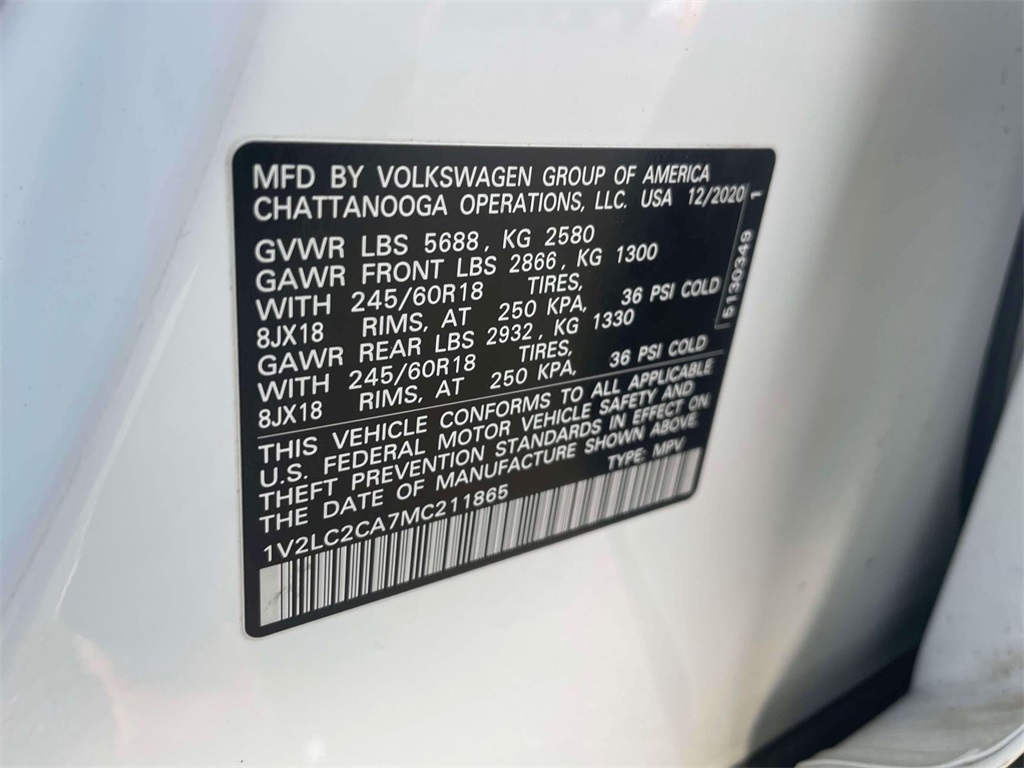 MFD BY VOLKSWAGEN GROUP OF AMERICA
CHATTANOOGA OPERATIONS, LLC. USA 12/2020 1
GVWR LBS 5688, KG 2580
GAWR FRONT LBS 2866, KG 1300
WITH 245/60R18 TIRES,
8JX18 RIMS, AT 250 KPA, 36 PSI COLD
GAWR REAR LBS 2932, KG 1330
WITH 245/60R18 TIRES,
8JX18 RIMS, AT 250 KPA, 36 PSI COLD
THIS VEHICLE CONFORMS TO ALL APPLICABLE
U.S. FEDERAL MOTOR VEHICLE SAFETY AND
THEFT PREVENTION STANDARDS IN EFFECT ON
THE DATE OF MANUFACTURE SHOWN ABOVE.
1V2LC2CA7MC211865 TYPE: MPV
5130349